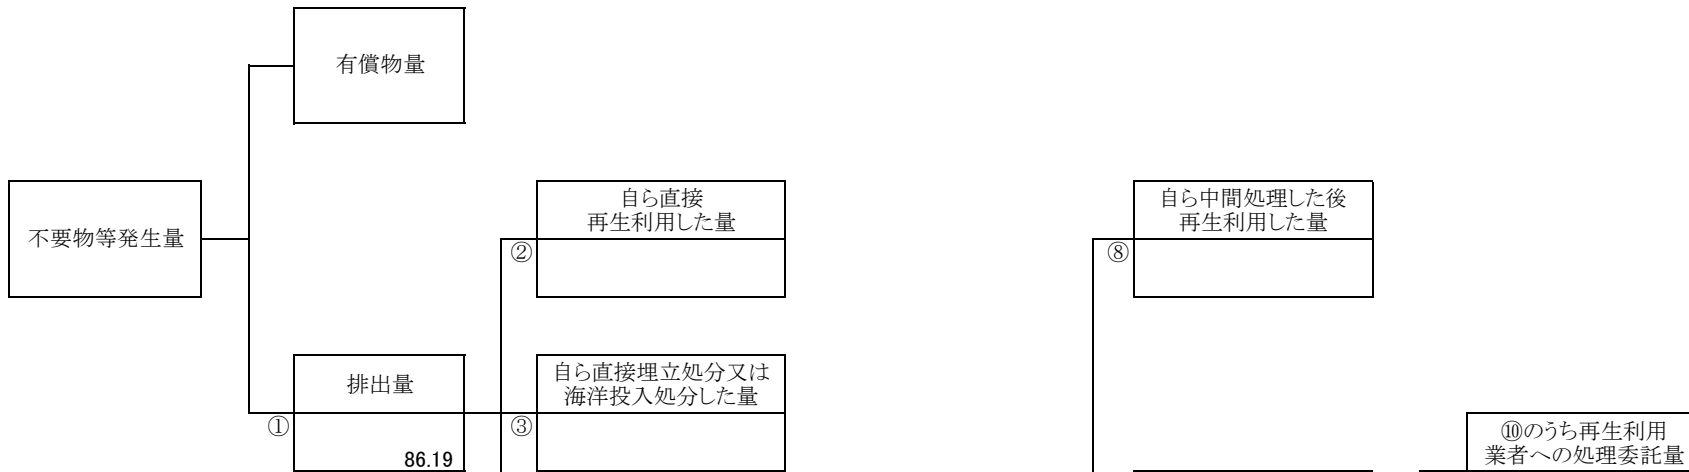 有償物量
不要物等発生量
自ら直接
再生利用した量
②
自ら中間処理した後
再生利用した量
⑧
排出量
①
86.19
自ら直接埋立処分又は
海洋投入処分した量
③
⑩のうち再生利用
業者への処理委託量